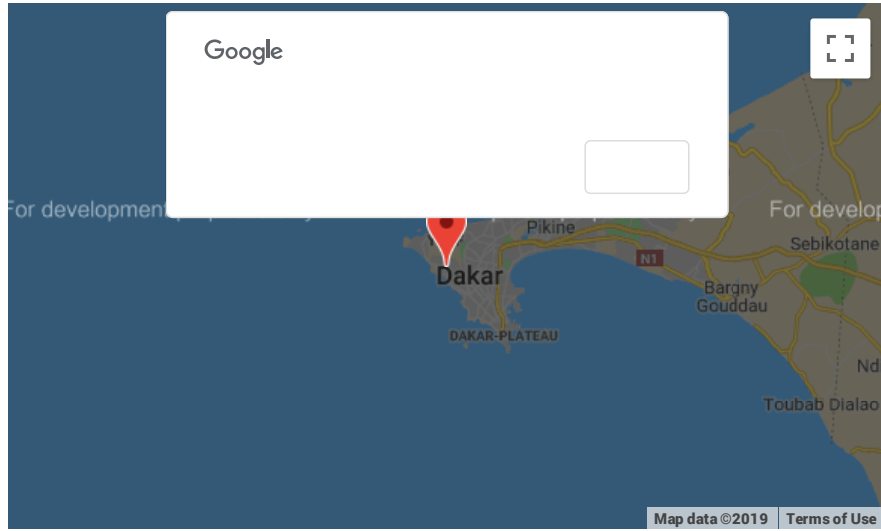 Google
For development
For develop
Pikine
Sebikotane
N1
Dakar
Bargny
Gouddau
DAKAR-PLATEAU
Nd
Toubab Dialao
Map data ©2019 Terms of Use